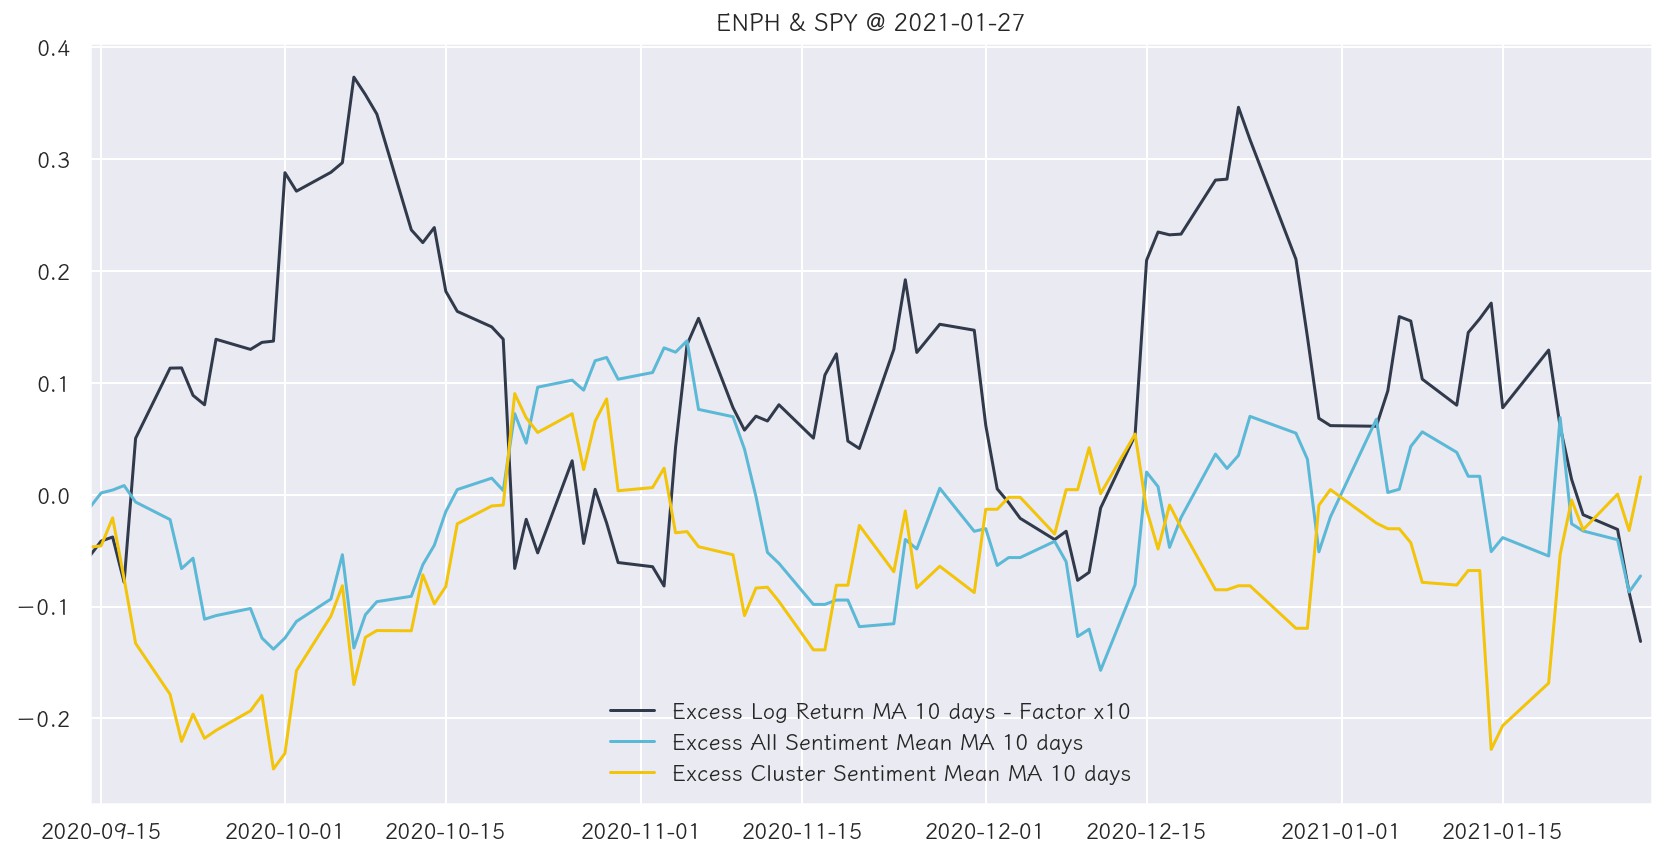 ENPH & SPY @ 2021-01-27
0.4
0.3
0.2
0.1
0.0
−0.1
−0.2
Excess Log Return MA 10 days - Factor x10
Excess All Sentiment Mean MA 10 days
Excess Cluster Sentiment Mean MA 10 days
2020-09-15 2020-10-01 2020-10-15 2020-11-01 2020-11-15 2020-12-01 2020-12-15 2021-01-01 2021-01-15